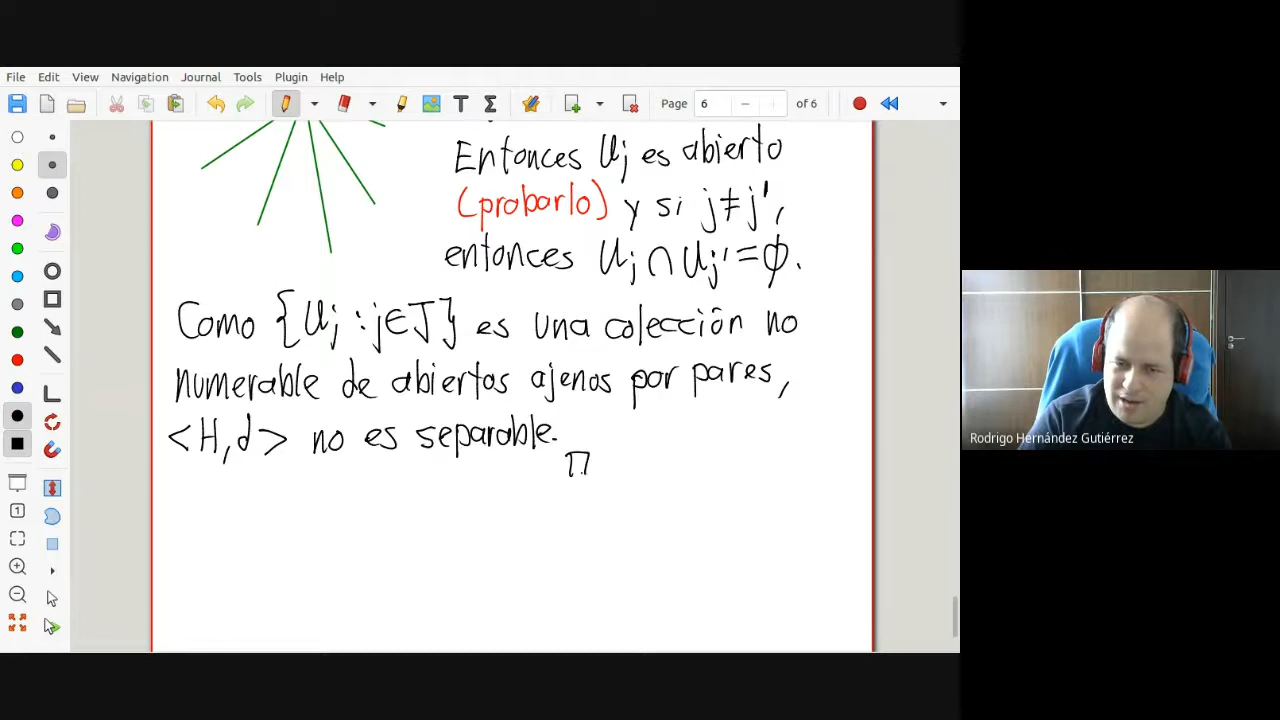 File Edit View Navigation Journal Tools Plugin Help
Page 6 of 6
Entonces Uj es abierto
(probarlo) y si j≠j',
entonces Uj ∩ Uj' = ∅.
Como {Uj : j∈J} es una colección no
numerable de abiertos ajenos por pares,
<H,d> no es separable.
Rodrigo Hernández Gutiérrez